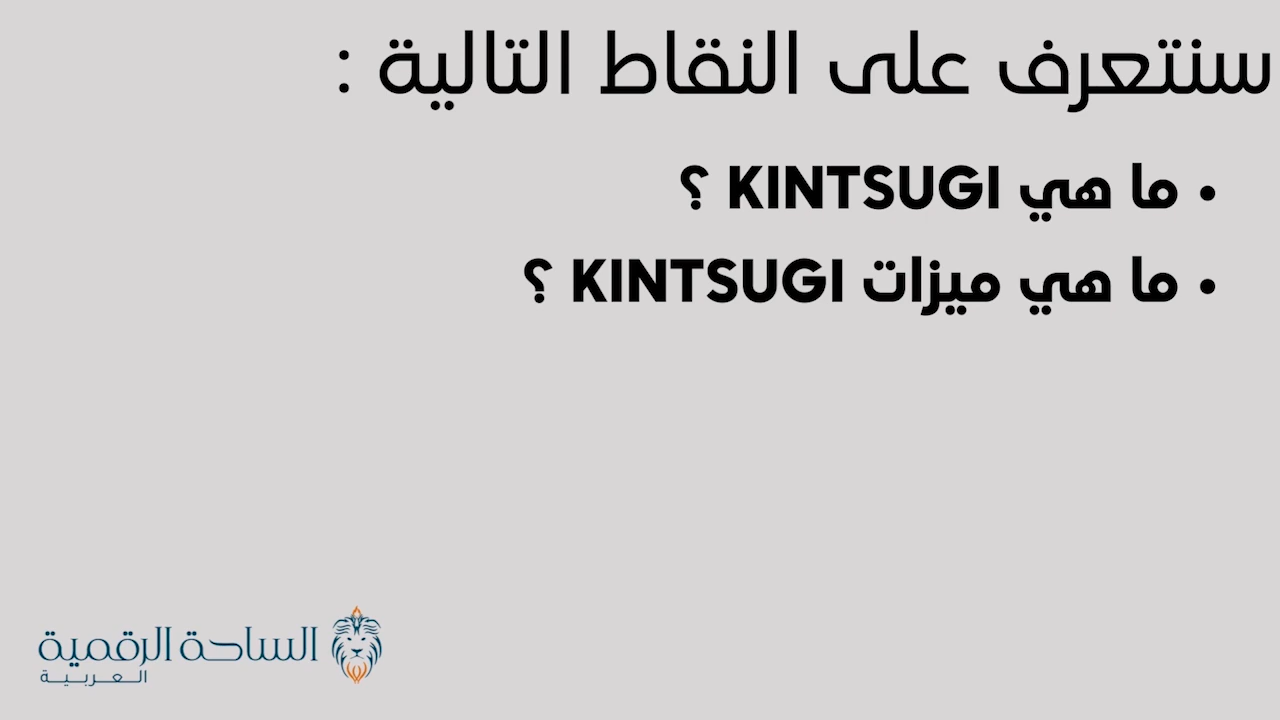 سنتعرف على النقاط التالية :
• ما هي KINTSUGI ؟
• ما هي ميزات KINTSUGI ؟
الساحة الرقمية
العربية